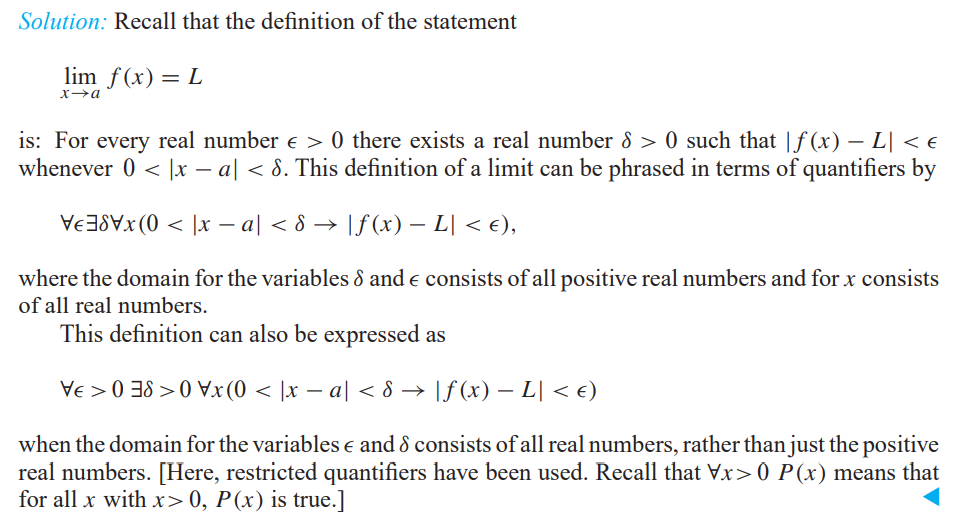 Solution: Recall that the definition of the statement
lim f(x) = L
x→a
is: For every real number ϵ > 0 there exists a real number δ > 0 such that |f(x) − L| < ϵ
whenever 0 < |x − a| < δ. This definition of a limit can be phrased in terms of quantifiers by
∀ϵ∃δ∀x(0 < |x − a| < δ → |f(x) − L| < ϵ),
where the domain for the variables δ and ϵ consists of all positive real numbers and for x consists
of all real numbers.
This definition can also be expressed as
∀ϵ > 0 ∃δ > 0 ∀x(0 < |x − a| < δ → |f(x) − L| < ϵ)
when the domain for the variables ϵ and δ consists of all real numbers, rather than just the positive
real numbers. [Here, restricted quantifiers have been used. Recall that ∀x > 0 P(x) means that
for all x with x > 0, P(x) is true.]